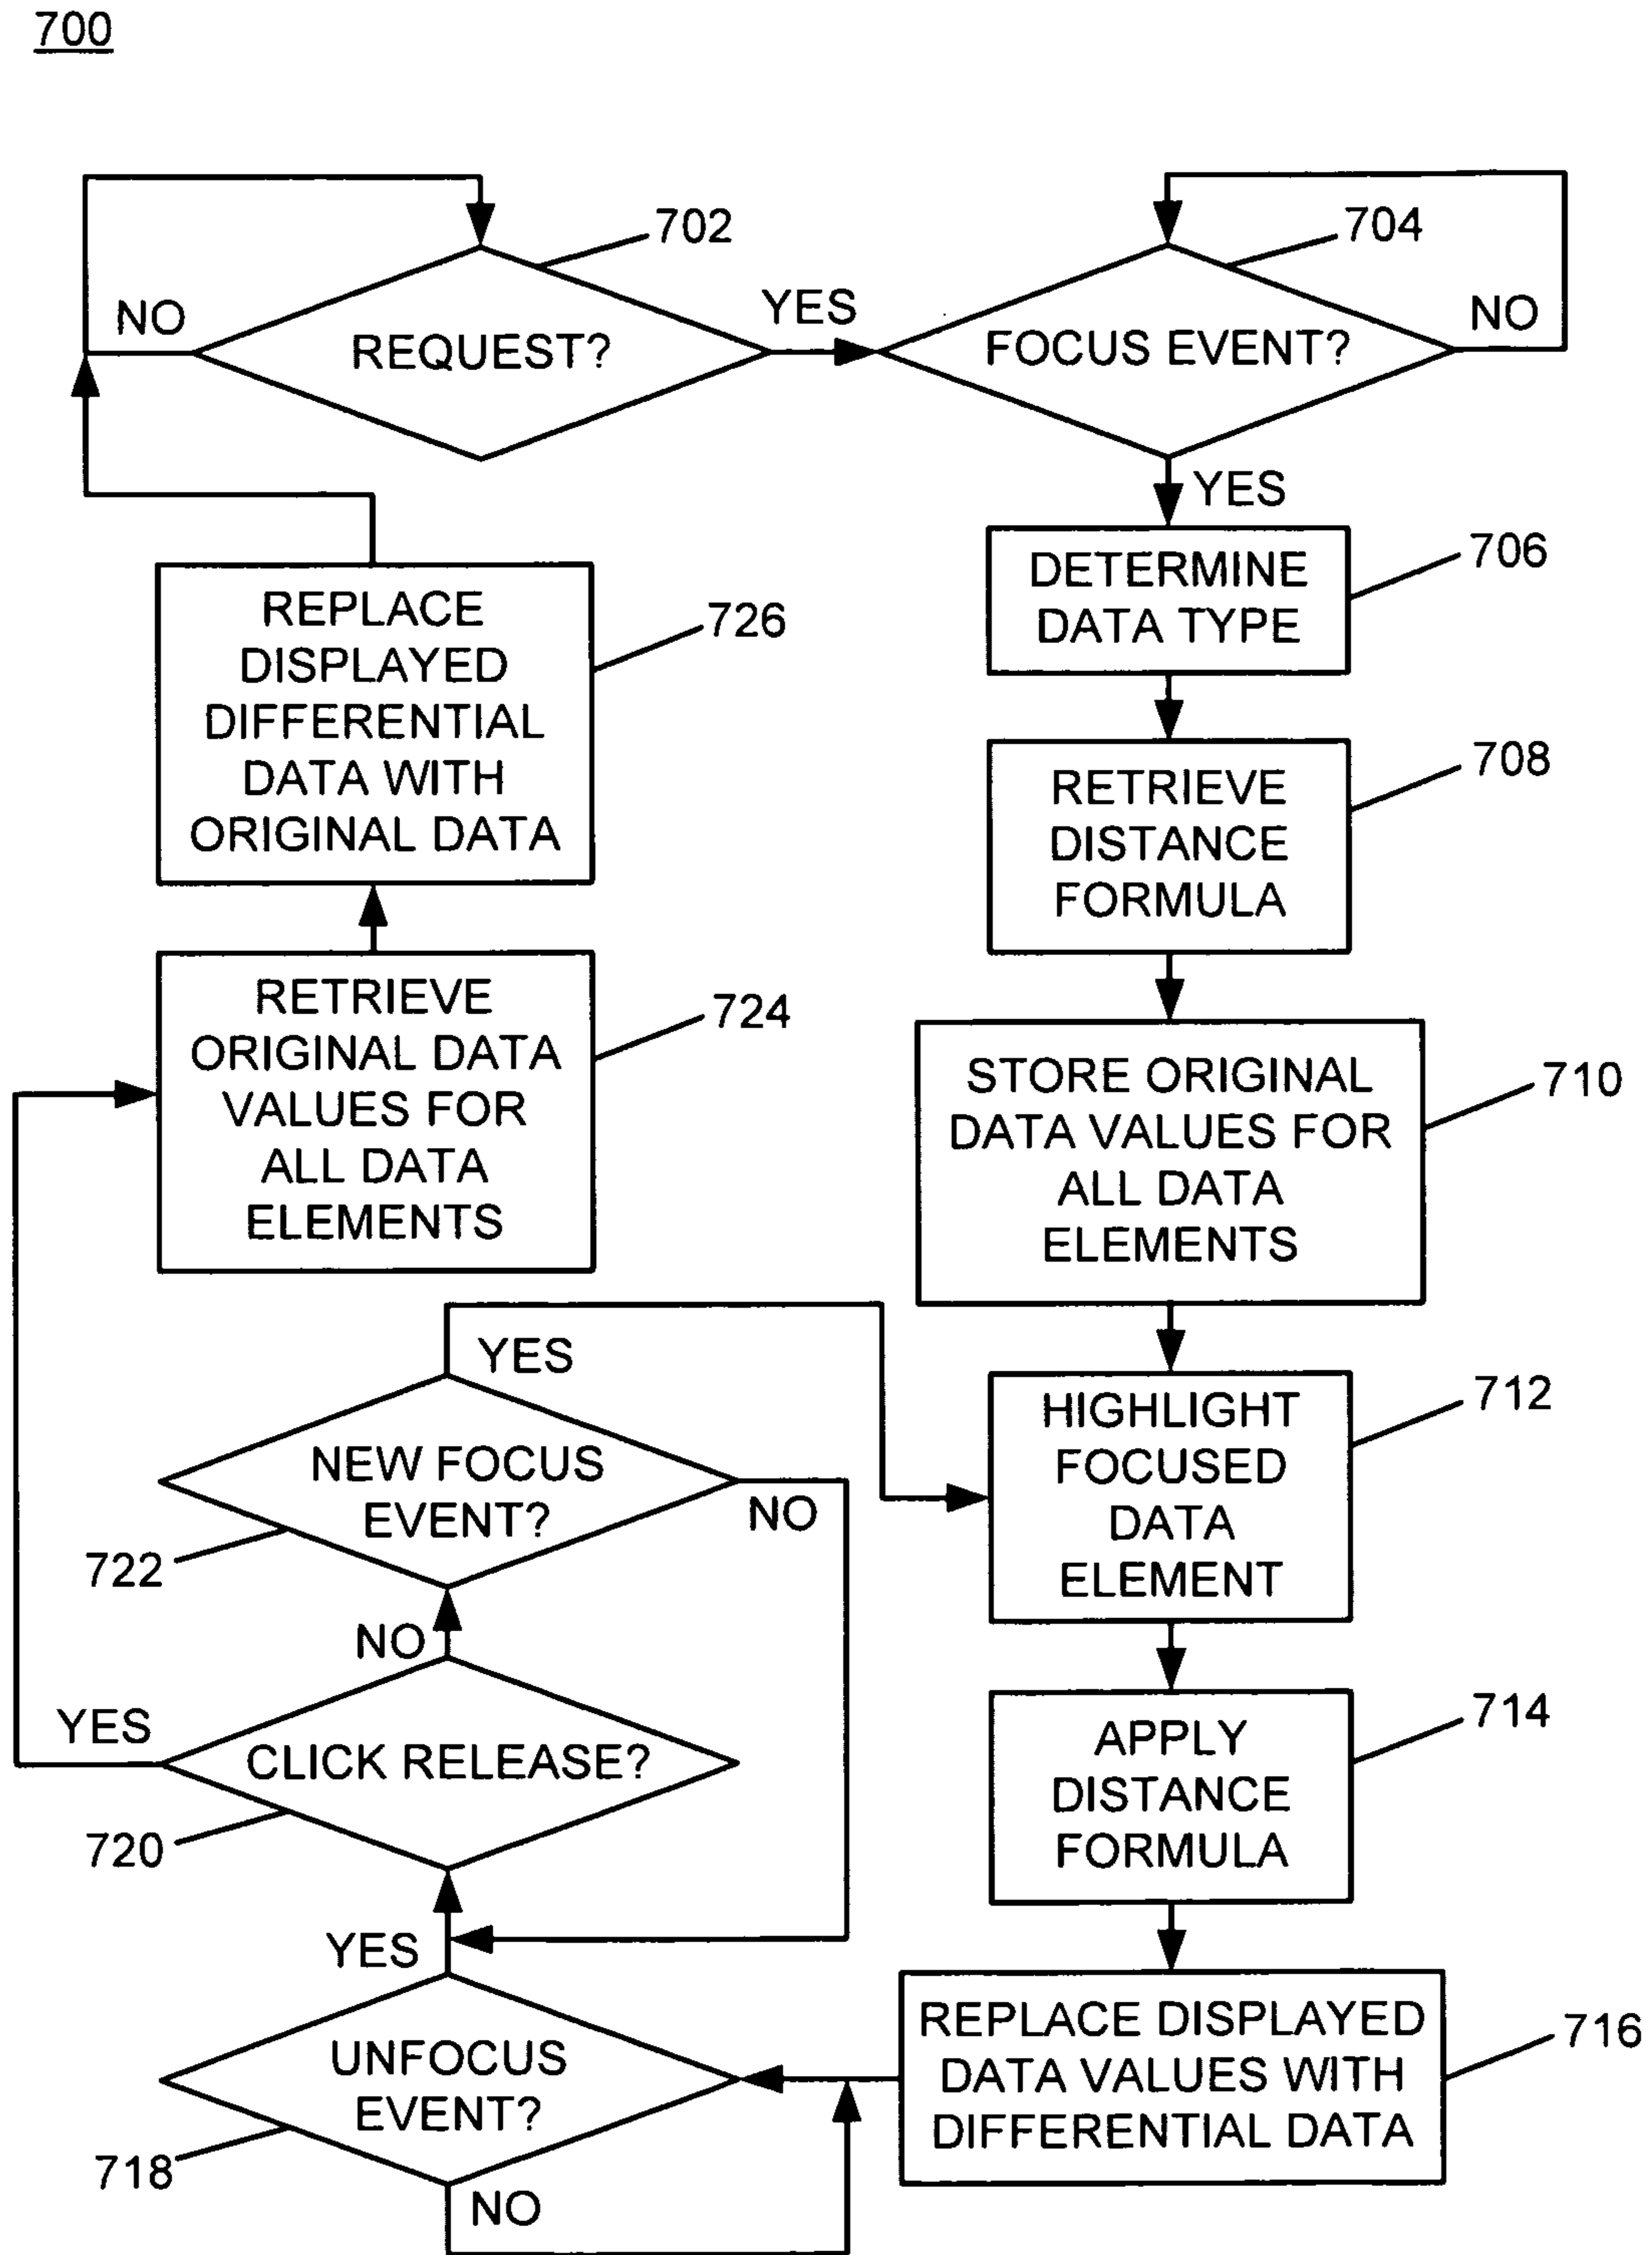 700
702
704
NO
REQUEST?
YES
FOCUS EVENT?
NO
YES
DETERMINE
DATA TYPE
706
RETRIEVE
DISTANCE
FORMULA
708
STORE ORIGINAL
DATA VALUES FOR
ALL DATA
ELEMENTS
710
HIGHLIGHT
FOCUSED
DATA
ELEMENT
712
APPLY
DISTANCE
FORMULA
714
REPLACE DISPLAYED
DATA VALUES WITH
DIFFERENTIAL DATA
716
UNFOCUS
EVENT?
718
NO
YES
CLICK RELEASE?
720
YES
NO
NEW FOCUS
EVENT?
722
NO
YES
RETRIEVE
ORIGINAL DATA
VALUES FOR
ALL DATA
ELEMENTS
724
REPLACE
DISPLAYED
DIFFERENTIAL
DATA WITH
ORIGINAL DATA
726